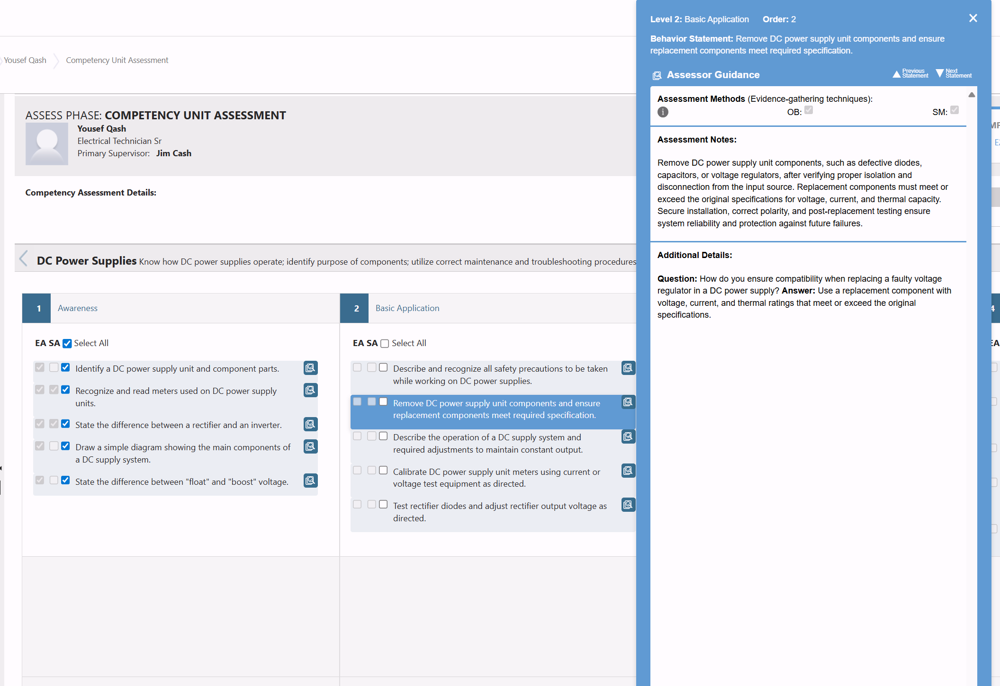 Yousef Qash
Competency Unit Assessment
ASSESS PHASE: COMPETENCY UNIT ASSESSMENT
Yousef Qash
Electrical Technician Sr
Primary Supervisor: Jim Cash
Competency Assessment Details:
DC Power Supplies Know how DC power supplies operate; identify purpose of components; utilize correct maintenance and troubleshooting procedures
1 Awareness
EA SA Select All
Identify a DC power supply unit and component parts.
Recognize and read meters used on DC power supply
units.
State the difference between a rectifier and an inverter.
Draw a simple diagram showing the main components of
a DC supply system.
State the difference between "float" and "boost" voltage.
2 Basic Application
EA SA Select All
Describe and recognize all safety precautions to be taken
while working on DC power supplies.
Remove DC power supply unit components and ensure
replacement components meet required specification.
Describe the operation of a DC supply system and
required adjustments to maintain constant output.
Calibrate DC power supply unit meters using current or
voltage test equipment as directed.
Test rectifier diodes and adjust rectifier output voltage as
directed.
Level 2: Basic Application Order: 2
Behavior Statement: Remove DC power supply unit components and ensure
replacement components meet required specification.
Assessor Guidance
Previous
Statement
Next
Statement
Assessment Methods (Evidence-gathering techniques):
OB: SM:
Assessment Notes:
Remove DC power supply unit components, such as defective diodes,
capacitors, or voltage regulators, after verifying proper isolation and
disconnection from the input source. Replacement components must meet or
exceed the original specifications for voltage, current, and thermal capacity.
Secure installation, correct polarity, and post-replacement testing ensure
system reliability and protection against future failures.
Additional Details:
Question: How do you ensure compatibility when replacing a faulty voltage
regulator in a DC power supply? Answer: Use a replacement component with
voltage, current, and thermal ratings that meet or exceed the original
specifications.
4
EA